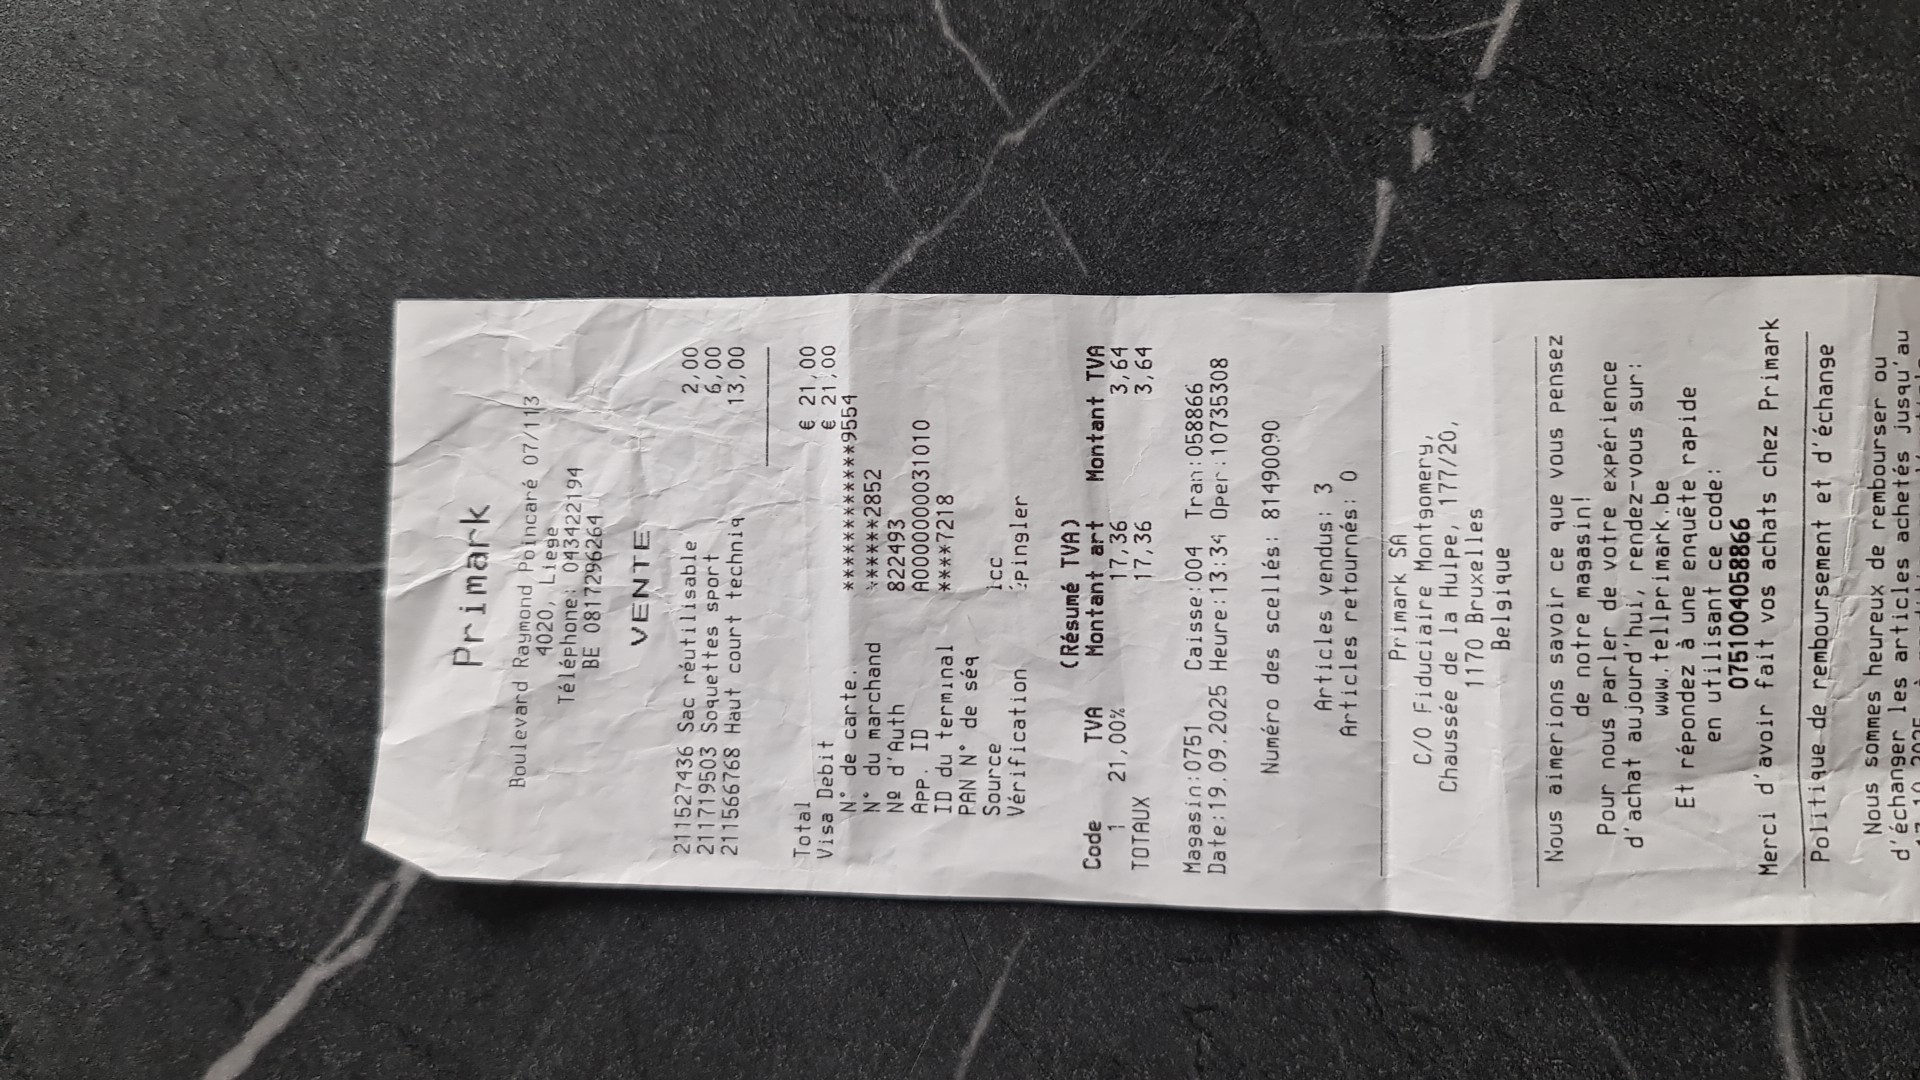 Primark
Boulevard Raymond Poincaré 07/113
4020, Liege
Téléphone: 043422194
BE 0817296264
VENTE
211527436 Sac réutilisable 2,00
211719503 Soquettes sport 6,00
211566768 Haut court techniq 13,00
Total € 21,00
Visa Debit € 21,00
N° de carte. ***************9554
N° du marchand ******2852
Nº d'Auth 822493
App. ID A0000000031010
ID du terminal ****7218
PAN N° de séq
Source icc
Vérification :Pingler
(Résumé TVA)
Code TVA Montant art Montant TVA
1 21,00% 17,36 3,64
TOTAUX 17,36 3,64
Magasin:0751 Caisse:004 Tran:058866
Date:19.09.2025 Heure:13:34 Oper:10735308
Numéro des scellés: 81490090
Articles vendus: 3
Articles retournés: 0
Primark SA
C/O Fiduciaire Montgomery,
Chaussée de la Hulpe, 177/20,
1170 Bruxelles
Belgique
Nous aimerions savoir ce que vous pensez
de notre magasin!
Pour nous parler de votre expérience
d'achat aujourd'hui, rendez-vous sur:
www.tellprimark.be
Et répondez à une enquête rapide
en utilisant ce code:
0751004058866
Merci d'avoir fait vos achats chez Primark
Politique de remboursement et d'échange
Nous sommes heureux de rembourser ou
d'échanger les articles achetés jusqu'au